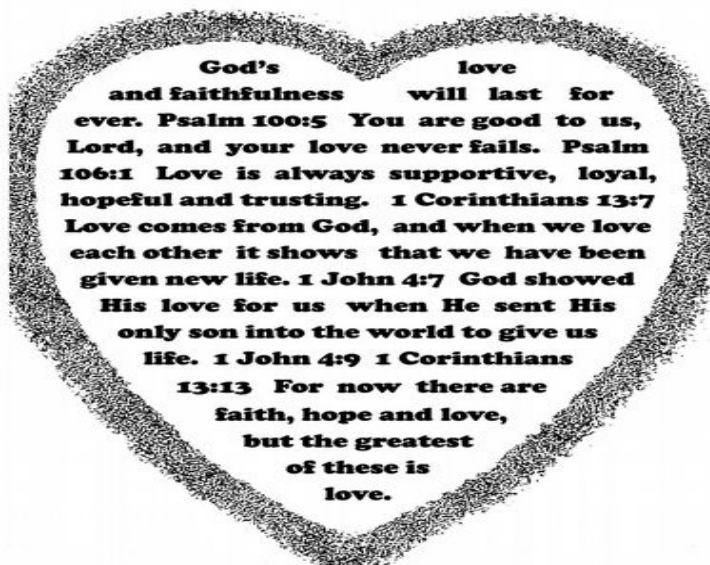 God's love
and faithfulness will last for
ever. Psalm 100:5 You are good to us,
Lord, and your love never fails. Psalm
106:1 Love is always supportive, loyal,
hopeful and trusting. 1 Corinthians 13:7
Love comes from God, and when we love
each other it shows that we have been
given new life. 1 John 4:7 God showed
His love for us when He sent His
only son into the world to give us
life. 1 John 4:9 1 Corinthians
13:13 For now there are
faith, hope and love,
but the greatest
of these is
love.